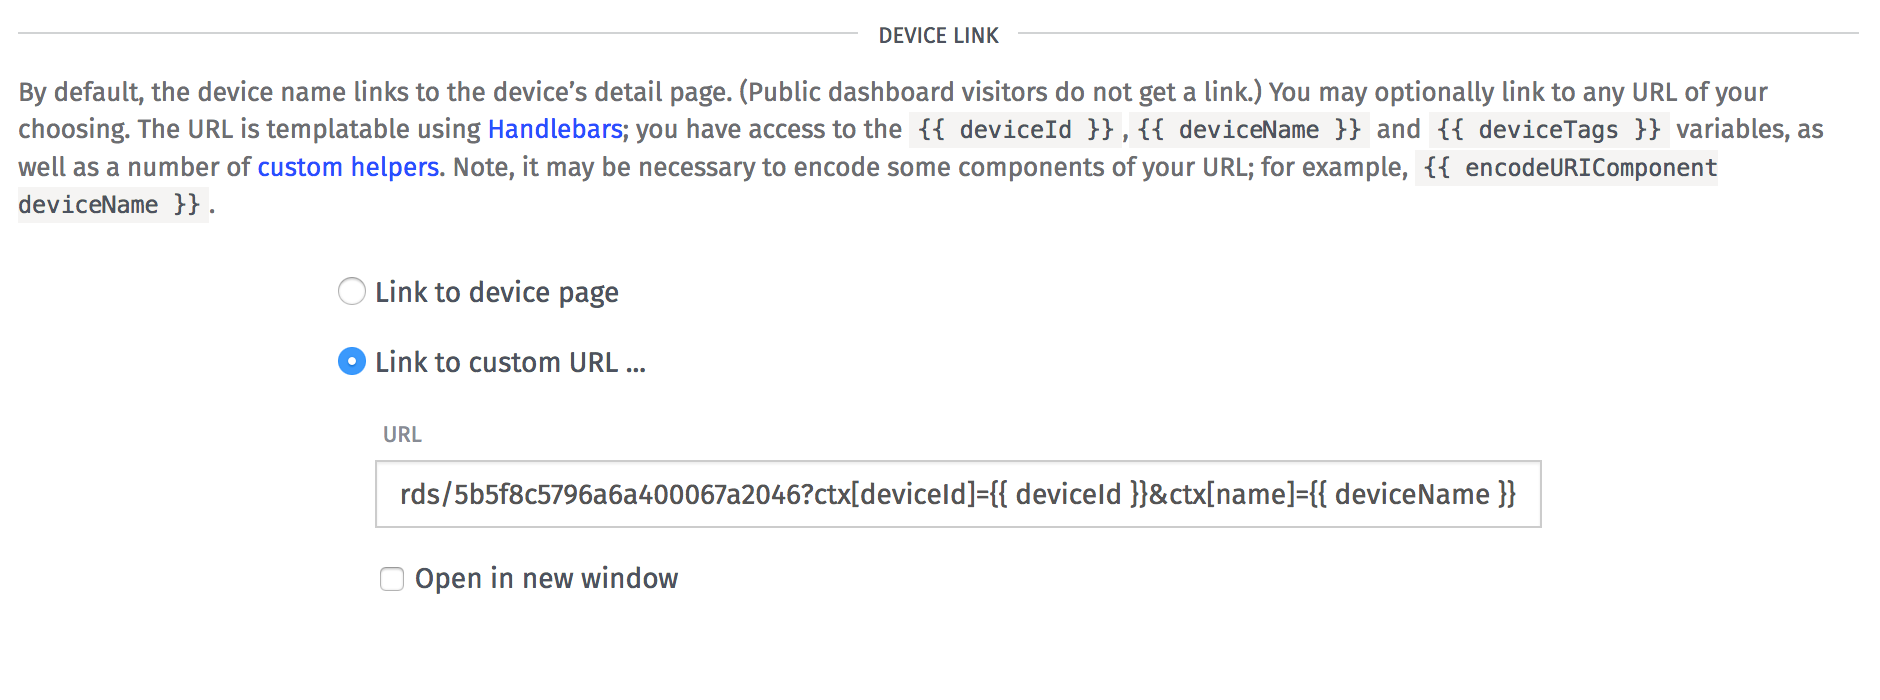 DEVICE LINK
By default, the device name links to the device’s detail page. (Public dashboard visitors do not get a link.) You may optionally link to any URL of your
choosing. The URL is templatable using Handlebars; you have access to the {{ deviceId }}, {{ deviceName }} and {{ deviceTags }} variables, as
well as a number of custom helpers. Note, it may be necessary to encode some components of your URL; for example, {{ encodeURIComponent
deviceName }}.
Link to device page
Link to custom URL ...
URL
rds/5b5f8c5796a6a400067a2046?ctx[deviceId]={{ deviceId }}&ctx[name]={{ deviceName }}
Open in new window